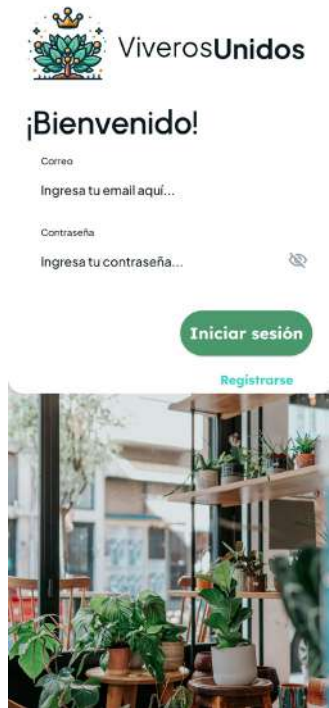 ViverosUnidos
¡Bienvenido!
Correo
Ingresa tu email aquí...
Contraseña
Ingresa tu contraseña...
Iniciar sesión
Registrarse